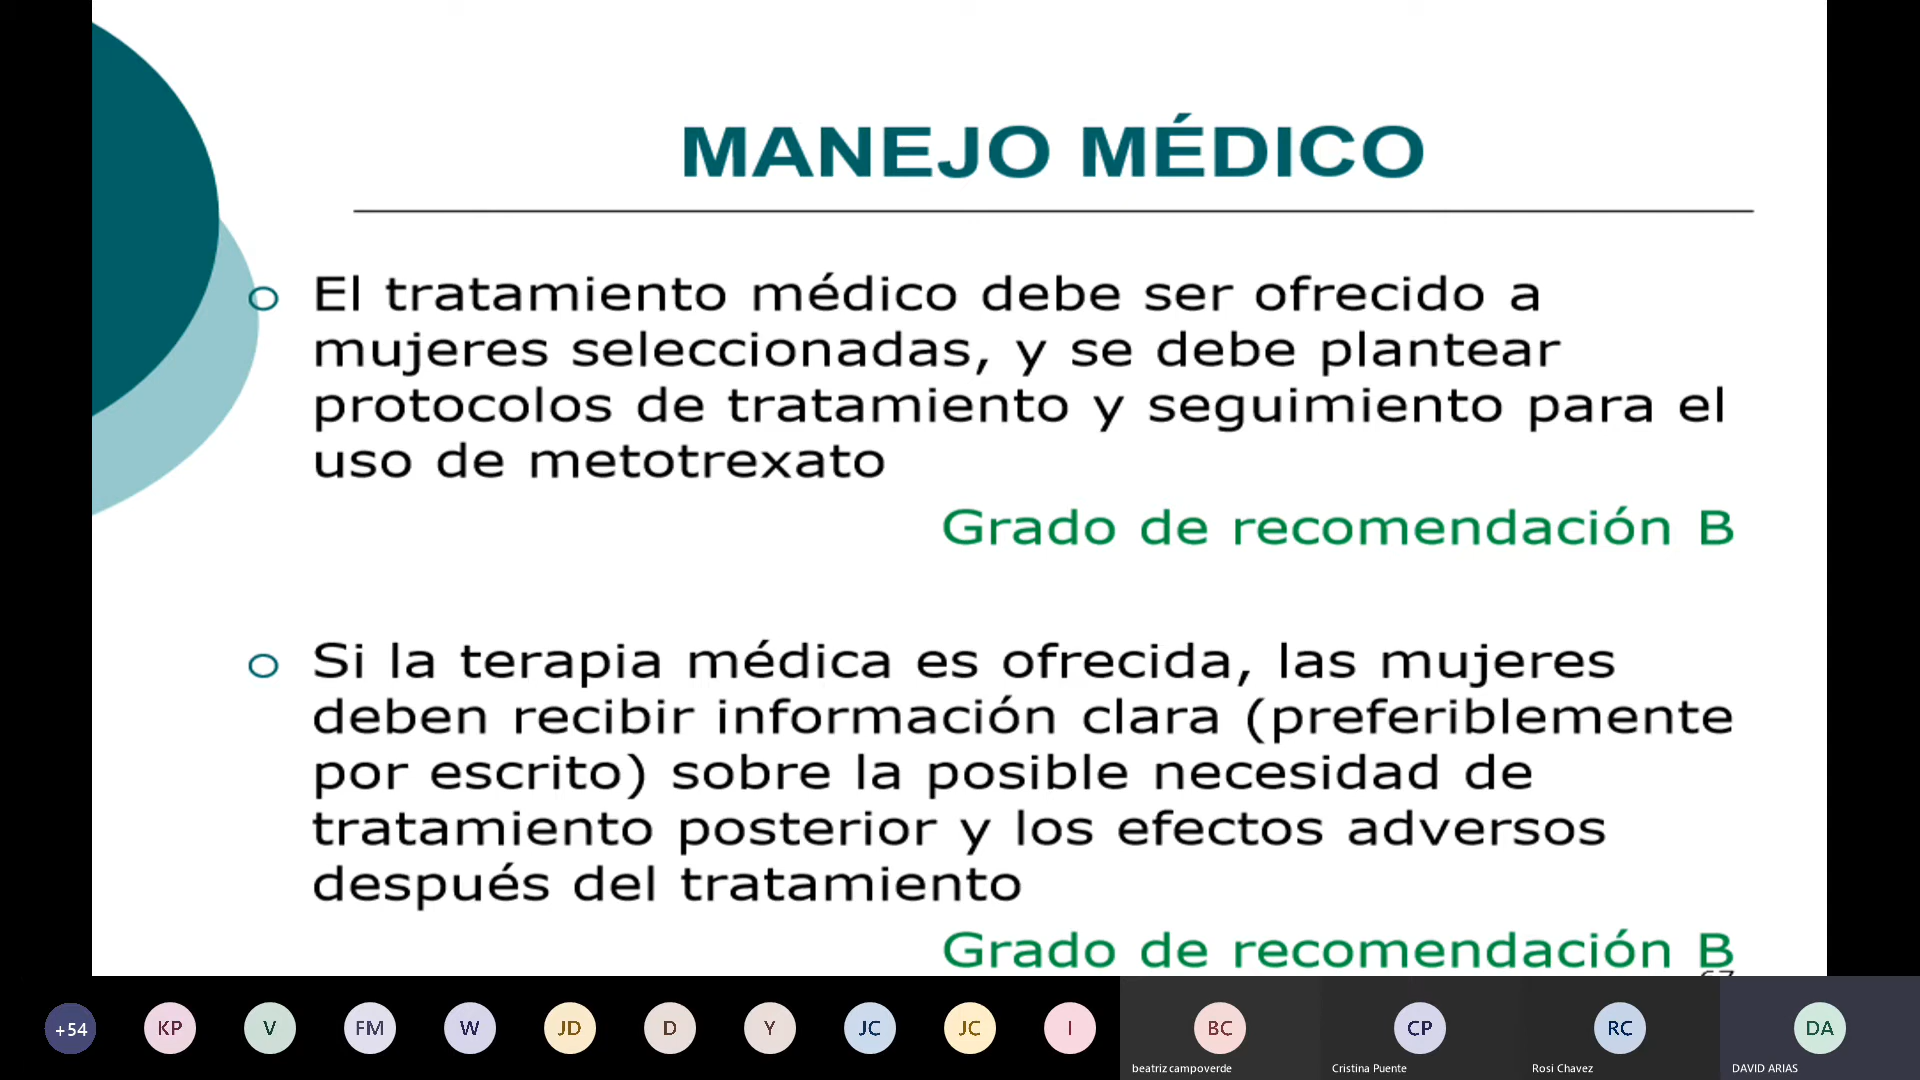 MANEJO MÉDICO
El tratamiento médico debe ser ofrecido a
mujeres seleccionadas, y se debe plantear
protocolos de tratamiento y seguimiento para el
uso de metotrexato
Grado de recomendación B
Si la terapia médica es ofrecida, las mujeres
deben recibir información clara (preferiblemente
por escrito) sobre la posible necesidad de
tratamiento posterior y los efectos adversos
después del tratamiento
Grado de recomendación B
+54 KP V FM W JD D Y JC JC I BC CP RC DA
beatriz campoverde Cristina Puente Rosi Chavez DAVID ARIAS